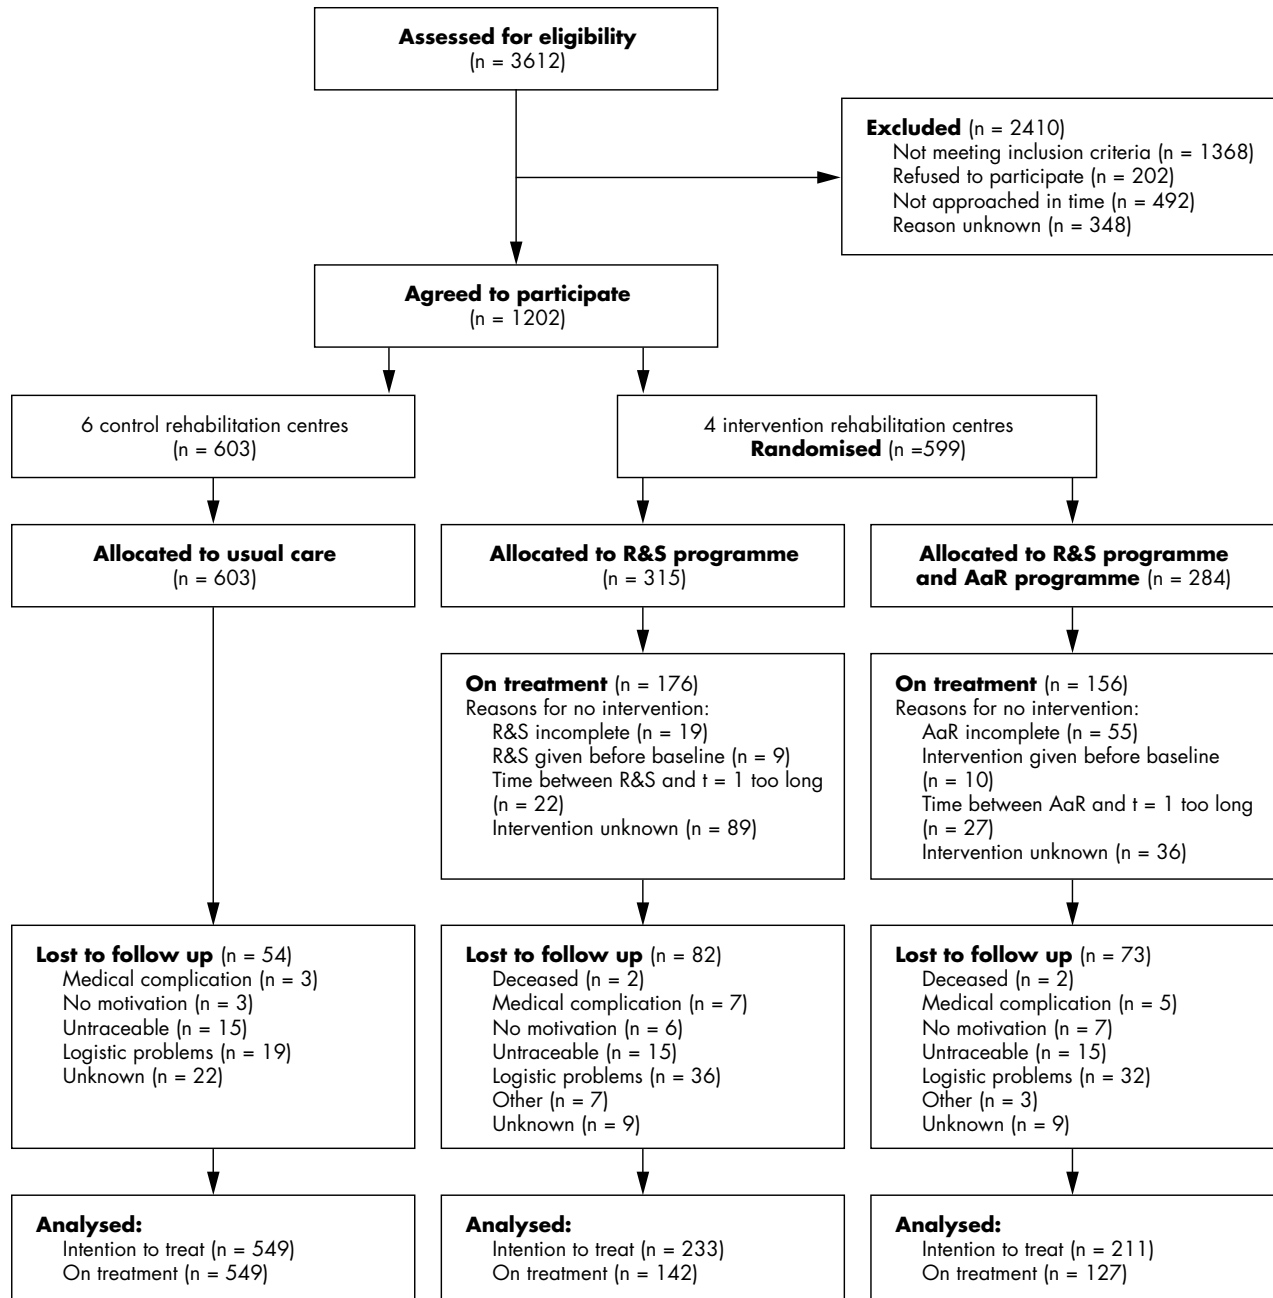 Assessed for eligibility
(n = 3612)
Excluded (n = 2410)
Not meeting inclusion criteria (n = 1368)
Refused to participate (n = 202)
Not approached in time (n = 492)
Reason unknown (n = 348)
Agreed to participate
(n = 1202)
6 control rehabilitation centres
(n = 603)
4 intervention rehabilitation centres
Randomised (n =599)
Allocated to usual care
(n = 603)
Allocated to R&S programme
(n = 315)
Allocated to R&S programme
and AaR programme (n = 284)
On treatment (n = 176)
Reasons for no intervention:
R&S incomplete (n = 19)
R&S given before baseline (n = 9)
Time between R&S and t = 1 too long
(n = 22)
Intervention unknown (n = 89)
On treatment (n = 156)
Reasons for no intervention:
AaR incomplete (n = 55)
Intervention given before baseline
(n = 10)
Time between AaR and t = 1 too long
(n = 27)
Intervention unknown (n = 36)
Lost to follow up (n = 54)
Medical complication (n = 3)
No motivation (n = 3)
Untraceable (n = 15)
Logistic problems (n = 19)
Unknown (n = 22)
Lost to follow up (n = 82)
Deceased (n = 2)
Medical complication (n = 7)
No motivation (n = 6)
Untraceable (n = 15)
Logistic problems (n = 36)
Other (n = 7)
Unknown (n = 9)
Lost to follow up (n = 73)
Deceased (n = 2)
Medical complication (n = 5)
No motivation (n = 7)
Untraceable (n = 15)
Logistic problems (n = 32)
Other (n = 3)
Unknown (n = 9)
Analysed:
Intention to treat (n = 549)
On treatment (n = 549)
Analysed:
Intention to treat (n = 233)
On treatment (n = 142)
Analysed:
Intention to treat (n = 211)
On treatment (n = 127)